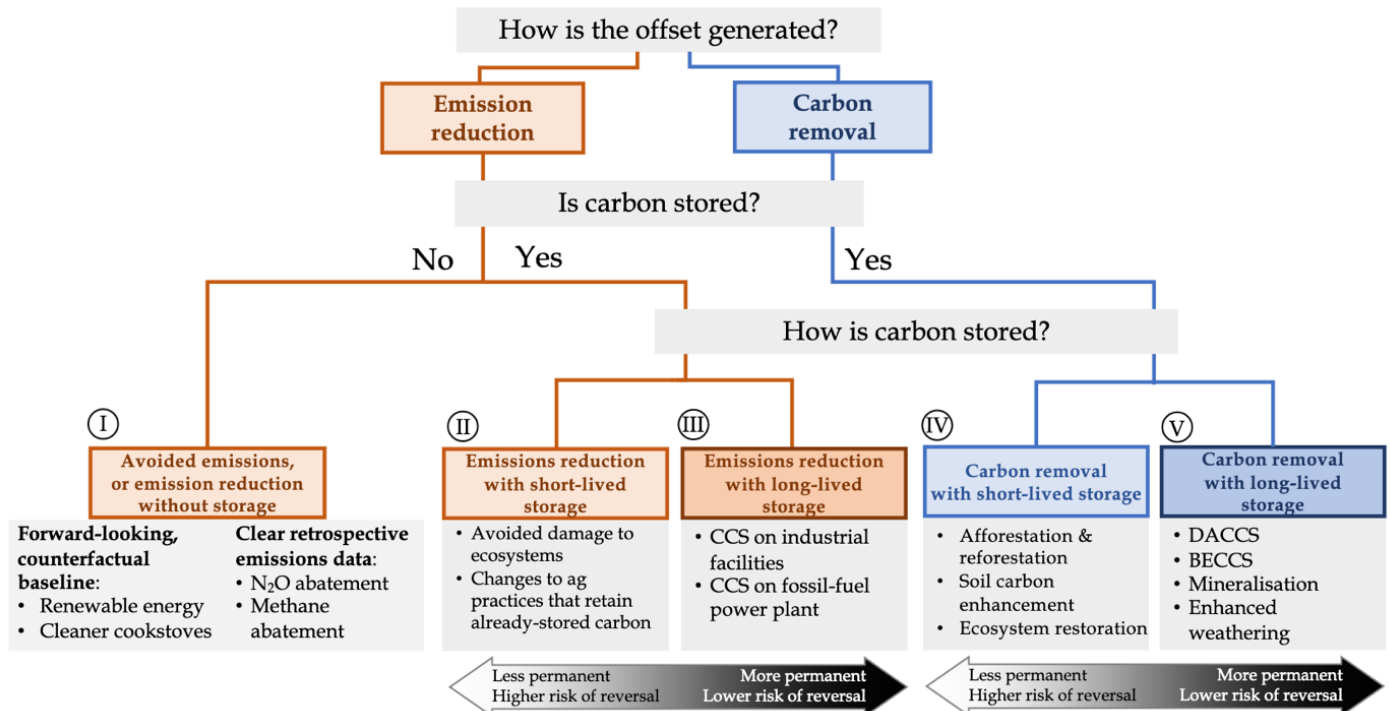 How is the offset generated?
Emission
reduction
Carbon
removal
Is carbon stored?
No
Yes
Yes
How is carbon stored?
I
Avoided emissions,
or emission reduction
without storage
Forward-looking,
counterfactual
baseline:
• Renewable energy
• Cleaner cookstoves
Clear retrospective
emissions data:
• N₂O abatement
• Methane
abatement
II
Emissions reduction
with short-lived
storage
• Avoided damage to
ecosystems
• Changes to ag
practices that retain
already-stored carbon
III
Emissions reduction
with long-lived
storage
• CCS on industrial
facilities
• CCS on fossil-fuel
power plant
IV
Carbon removal
with short-lived storage
• Afforestation &
reforestation
• Soil carbon
enhancement
• Ecosystem restoration
V
Carbon removal
with long-lived
storage
• DACCS
• BECCS
• Mineralisation
• Enhanced
weathering
Less permanent
Higher risk of reversal
More permanent
Lower risk of reversal
Less permanent
Higher risk of reversal
More permanent
Lower risk of reversal